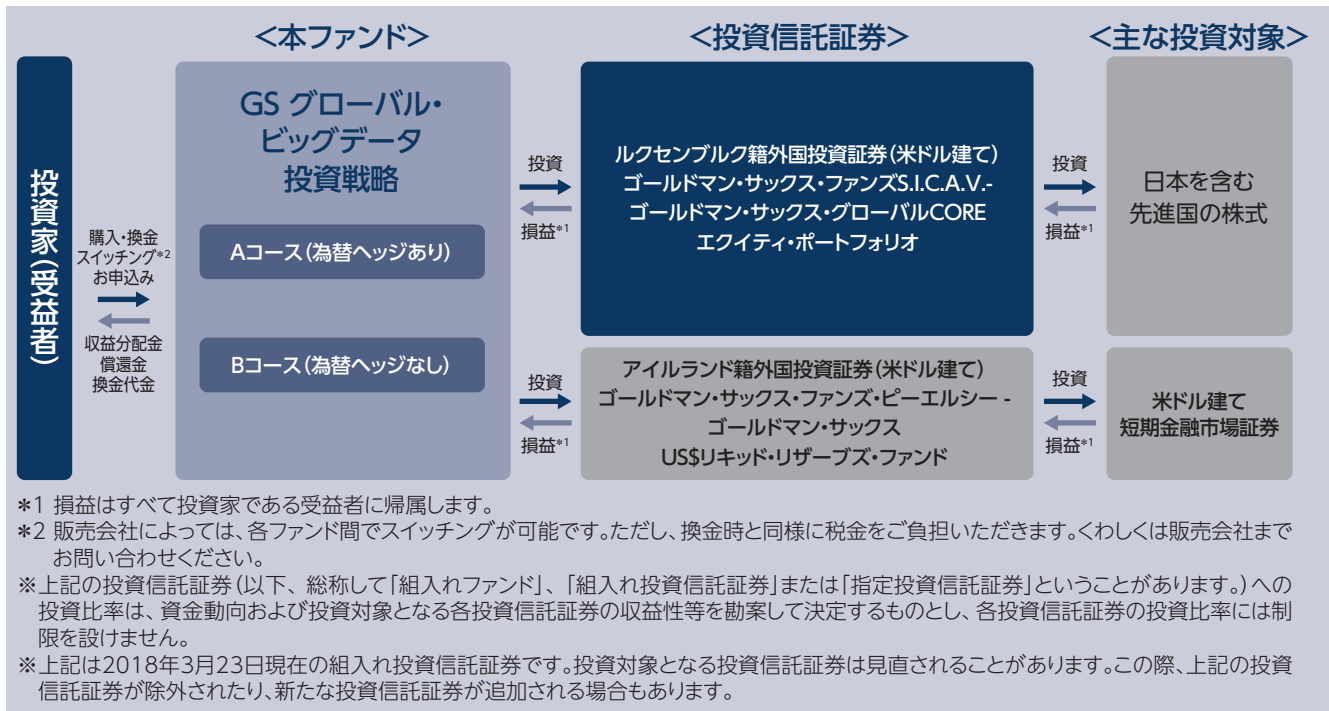 ＜本ファンド＞
＜投資信託証券＞
＜主な投資対象＞
投資家（受益者）
購入・換金
スイッチング*2
お申込み
収益分配金
償還金
換金代金
GS グローバル・
ビッグデータ
投資戦略
Aコース（為替ヘッジあり）
Bコース（為替ヘッジなし）
投資
損益*1
ルクセンブルク籍外国投資証券（米ドル建て）
ゴールドマン・サックス・ファンズS.I.C.A.V.-
ゴールドマン・サックス・グローバルCORE
エクイティ・ポートフォリオ
投資
損益*1
日本を含む
先進国の株式
投資
損益*1
アイルランド籍外国投資証券（米ドル建て）
ゴールドマン・サックス・ファンズ・ピーエルシー -
ゴールドマン・サックス
US$リキッド・リザーブズ・ファンド
投資
損益*1
米ドル建て
短期金融市場証券
*1 損益はすべて投資家である受益者に帰属します。
*2 販売会社によっては、各ファンド間でスイッチングが可能です。ただし、換金時と同様に税金をご負担いただきます。くわしくは販売会社まで
お問い合わせください。
※上記の投資信託証券（以下、総称して「組入れファンド」、「組入れ投資信託証券」または「指定投資信託証券」ということがあります。）への
投資比率は、資金動向および投資対象となる各投資信託証券の収益性等を勘案して決定するものとし、各投資信託証券の投資比率には制
限を設けません。
※上記は2018年3月23日現在の組入れ投資信託証券です。投資対象となる投資信託証券は見直されることがあります。この際、上記の投資
信託証券が除外されたり、新たな投資信託証券が追加される場合もあります。